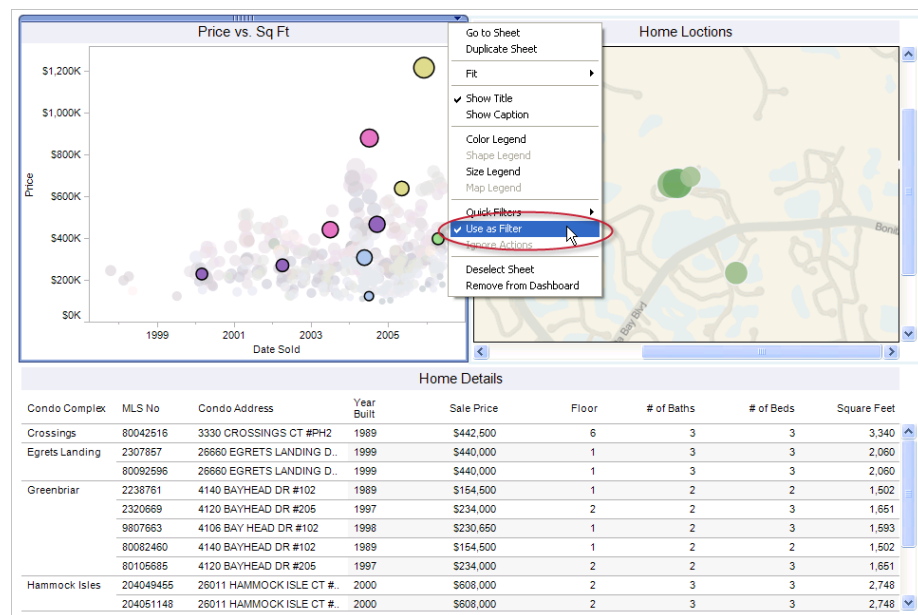 Price vs. Sq Ft
$1,200K
$1,000K
$800K
$600K
$400K
$200K
$0K
Price
1999 2001 2003 2005
Date Sold
Go to Sheet
Duplicate Sheet
Fit
Show Title
Show Caption
Color Legend
Shape Legend
Size Legend
Map Legend
Quick Filters
Use as Filter
Ignore Actions
Deselect Sheet
Remove from Dashboard
Home Loctions
Bonit
a Bay Blvd
Home Details
Condo Complex MLS No Condo Address Year Built Sale Price Floor # of Baths # of Beds Square Feet
Crossings 80042516 3330 CROSSINGS CT #PH2 1989 $442,500 6 3 3 3,340
Egrets Landing 2307857 26660 EGRETS LANDING D.. 1999 $440,000 1 3 3 2,060
80092596 26660 EGRETS LANDING D.. 1999 $440,000 1 3 3 2,060
Greenbriar 2238761 4140 BAYHEAD DR #102 1989 $154,500 1 2 2 1,502
2320669 4120 BAYHEAD DR #205 1997 $234,000 2 2 3 1,651
9807663 4106 BAY HEAD DR #102 1998 $230,650 1 2 3 1,593
80082460 4140 BAYHEAD DR #102 1989 $154,500 1 2 2 1,502
80105685 4120 BAYHEAD DR #205 1997 $234,000 2 2 3 1,651
Hammock Isles 204049455 26011 HAMMOCK ISLE CT #.. 2000 $608,000 2 3 3 2,748
204051148 26011 HAMMOCK ISLE CT #.. 2000 $608,000 2 3 3 2,748